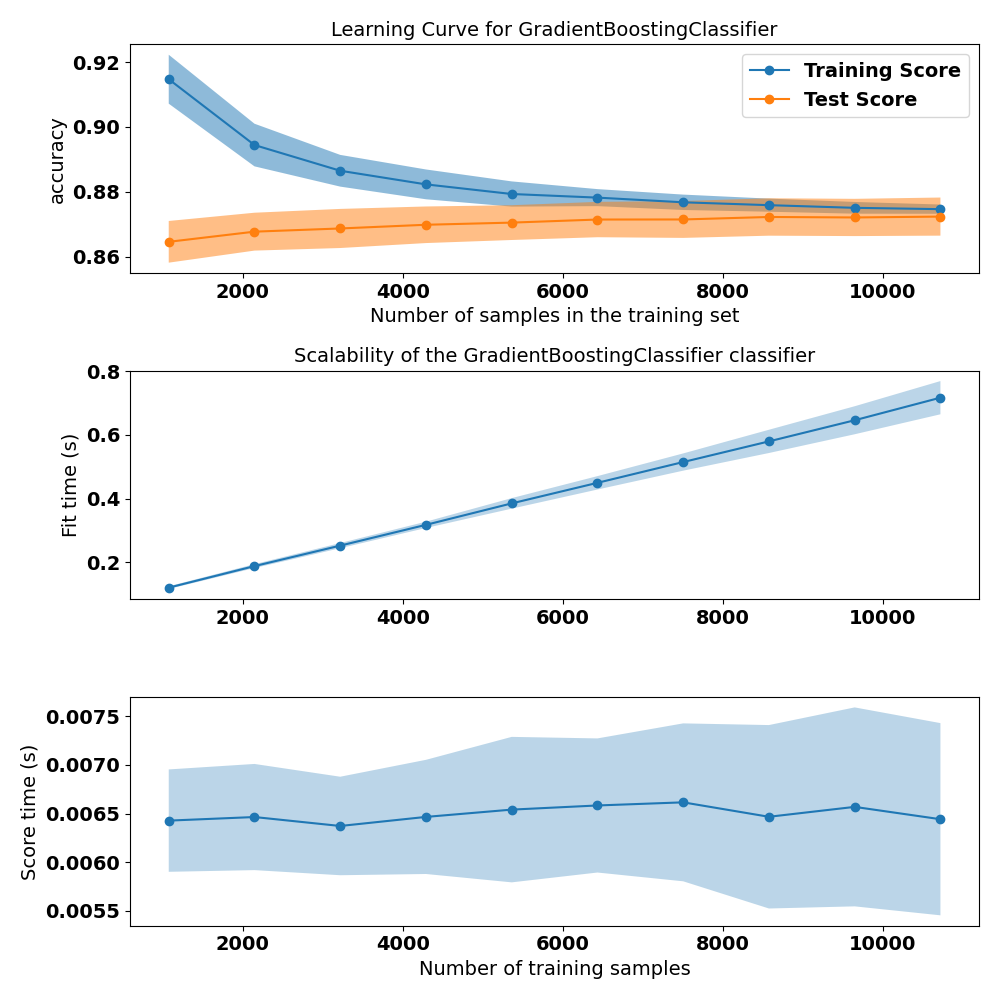 Learning Curve for GradientBoostingClassifier
0.92
0.90
0.88
0.86
accuracy
Training Score
Test Score
2000 4000 6000 8000 10000
Number of samples in the training set
Scalability of the GradientBoostingClassifier classifier
0.8
0.6
0.4
0.2
Fit time (s)
2000 4000 6000 8000 10000
0.0075
0.0070
0.0065
0.0060
0.0055
Score time (s)
2000 4000 6000 8000 10000
Number of training samples